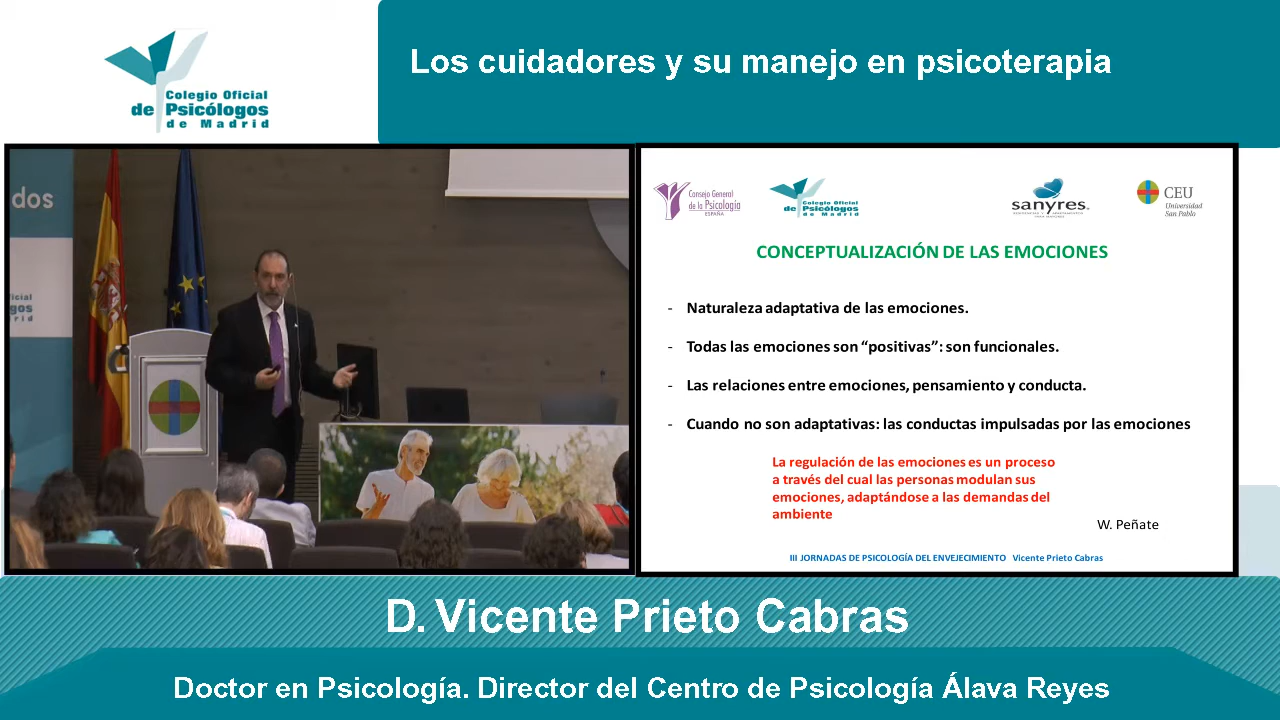 Colegio Oficial
de Psicólogos
de Madrid
Los cuidadores y su manejo en psicoterapia
dos
icial
gos
rid
Consejo General
de la Psicología
ESPAÑA
Colegio Oficial
de Psicólogos
de Madrid
sanyres
CEU
Universidad
San Pablo
CONCEPTUALIZACIÓN DE LAS EMOCIONES
- Naturaleza adaptativa de las emociones.
- Todas las emociones son “positivas”: son funcionales.
- Las relaciones entre emociones, pensamiento y conducta.
- Cuando no son adaptativas: las conductas impulsadas por las emociones
La regulación de las emociones es un proceso
a través del cual las personas modulan sus
emociones, adaptándose a las demandas del
ambiente
W. Peñate
III JORNADAS DE PSICOLOGÍA DEL ENVEJECIMIENTO Vicente Prieto Cabras
D. Vicente Prieto Cabras
Doctor en Psicología. Director del Centro de Psicología Álava Reyes